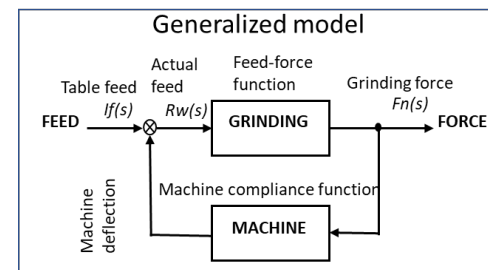 Generalized model
Actual
feed
Feed-force
function
Table feed
If(s)
Rw(s)
Grinding force
Fn(s)
FEED
GRINDING
FORCE
Machine
deflection
Machine compliance function
MACHINE